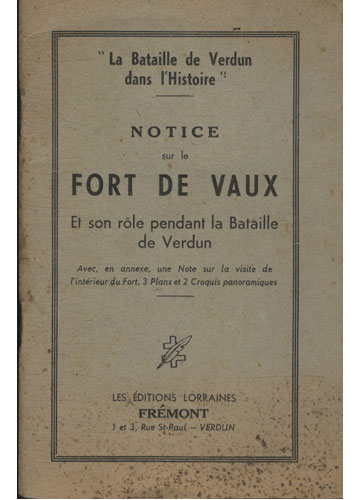 " La Bataille de Verdun
dans l'Histoire "
NOTICE
sur le
FORT DE VAUX
Et son rôle pendant la Bataille
de Verdun
Avec, en annexe, une Note sur la visite de
l'intérieur du Fort, 3 Plans et 2 Croquis panoramiques
LES ÉDITIONS LORRAINES
FRÉMONT
1 et 3, Rue St-Paul — VERDUN